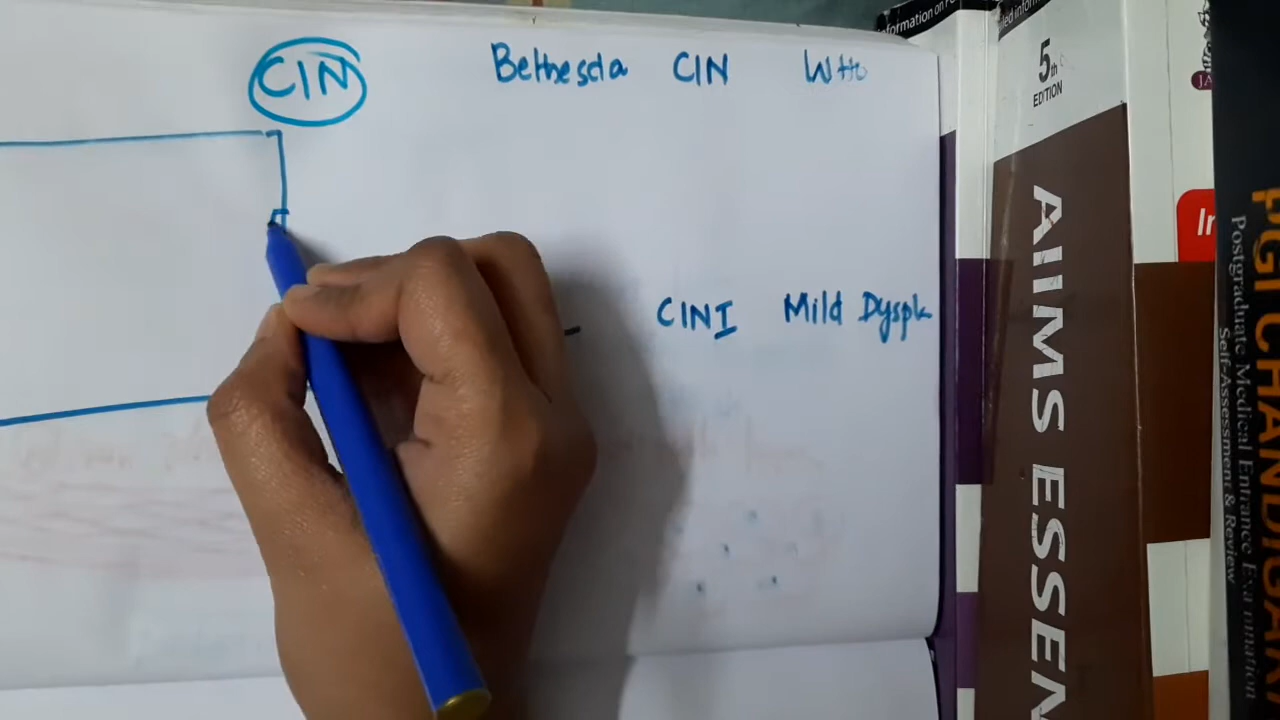 CIN
Bethesda CIN WHO
CIN I Mild Dyspl
5th
EDITION
AIIMS ESSEN
PGI CHANDIGARH
Postgraduate Medical Entrance Examination
Self-Assessment & Review